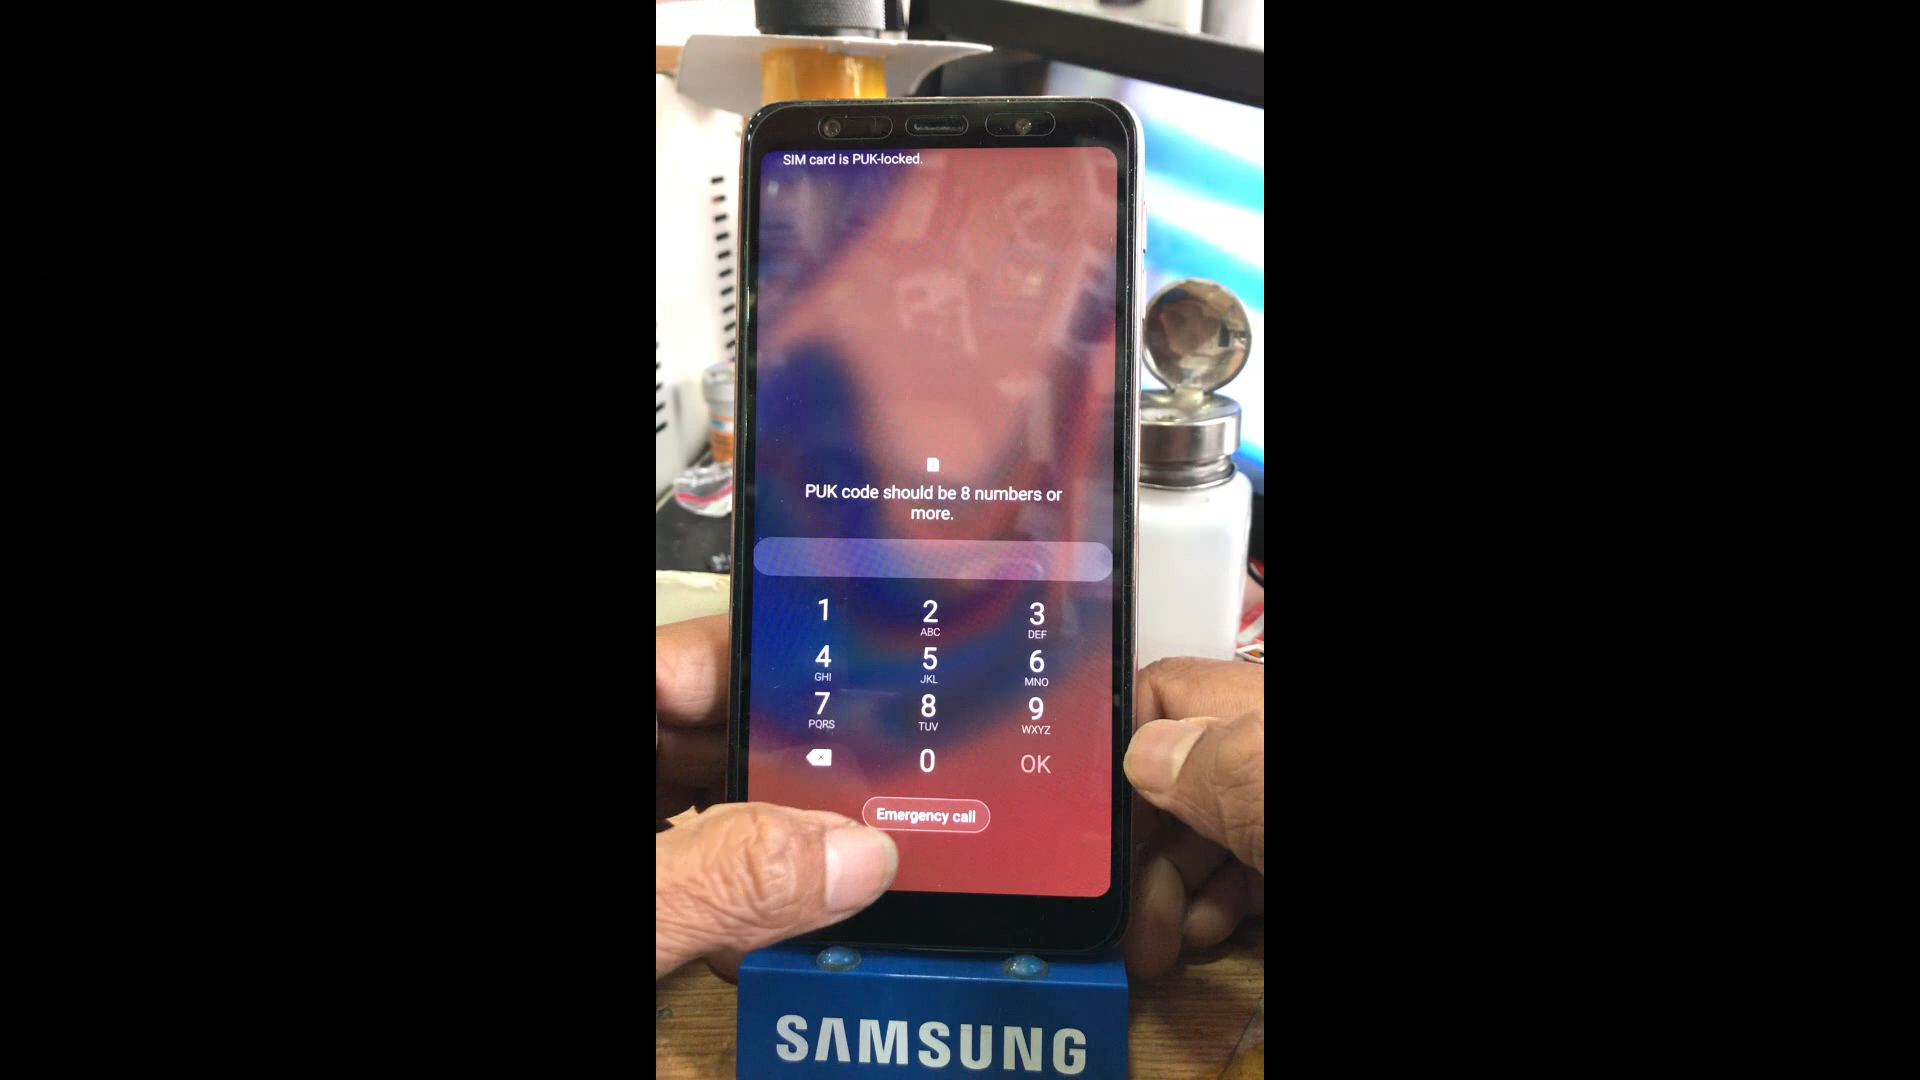 SIM card is PUK-locked.
PUK code should be 8 numbers or
more.
1 2 3
ABC DEF
4 5 6
GHI JKL MNO
7 8 9
PQRS TUV WXYZ
0 OK
Emergency call
SAMSUNG